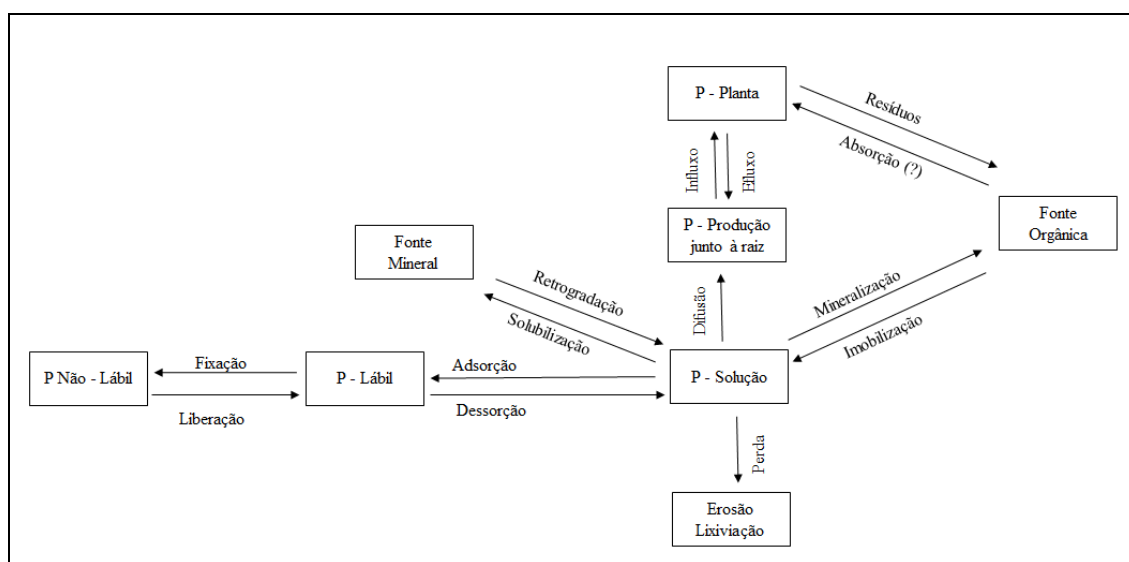 P - Planta
Resíduos
Absorção (?)
Influxo
Efluxo
Fonte
Orgânica
P - Produção
junto à raiz
Fonte
Mineral
Retrogradação
Solubilização
Difusão
Mineralização
Imobilização
P Não - Lábil
Fixação
Liberação
P - Lábil
Adsorção
Dessorção
P - Solução
Perda
Erosão
Lixiviação